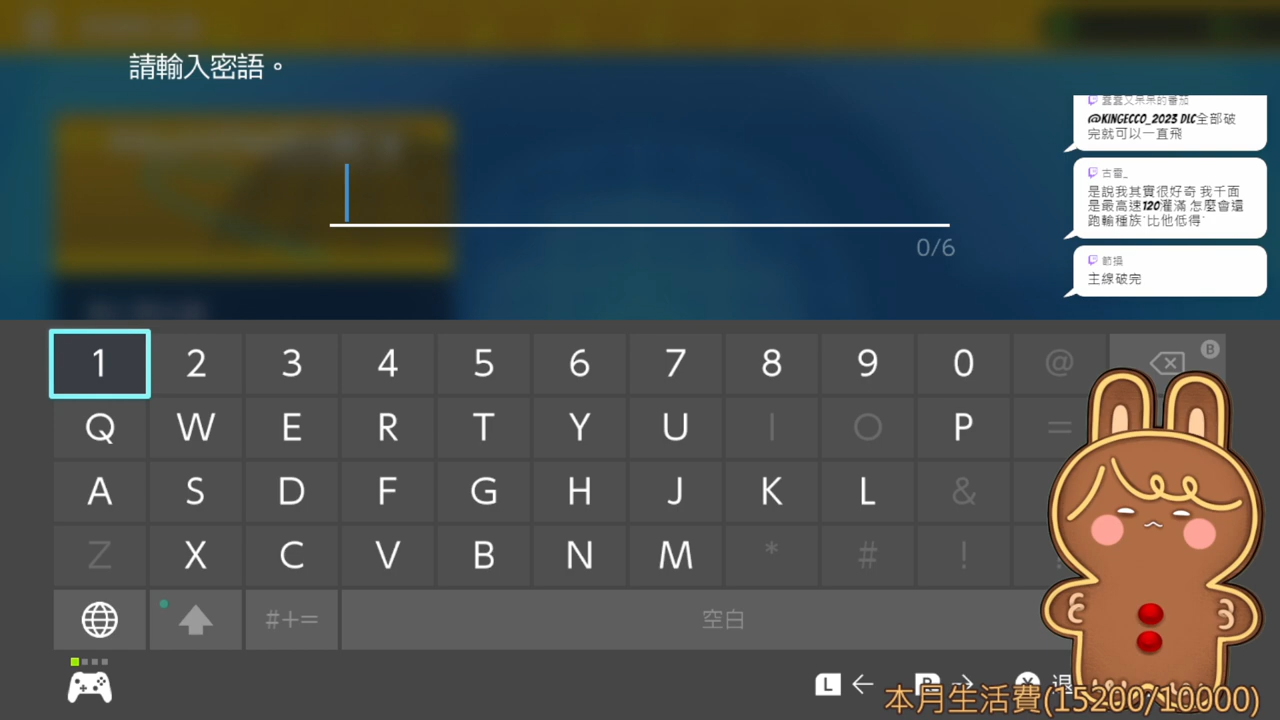 請輸入密語。
0/6
@KINGECCO_2023 DLC全部破
完就可以一直飛
古雷_
是說我其實很好奇 我千面
是最高速120灌滿 怎麼會還
跑輸種族"比他低得"
節操
主線破完
1 2 3 4 5 6 7 8 9 0 @
B
Q W E R T Y U I O P =
A S D F G H J K L &
Z X C V B N M * # !
#+= 空白
L ← R → X 退
本月生活費(15200/10000)